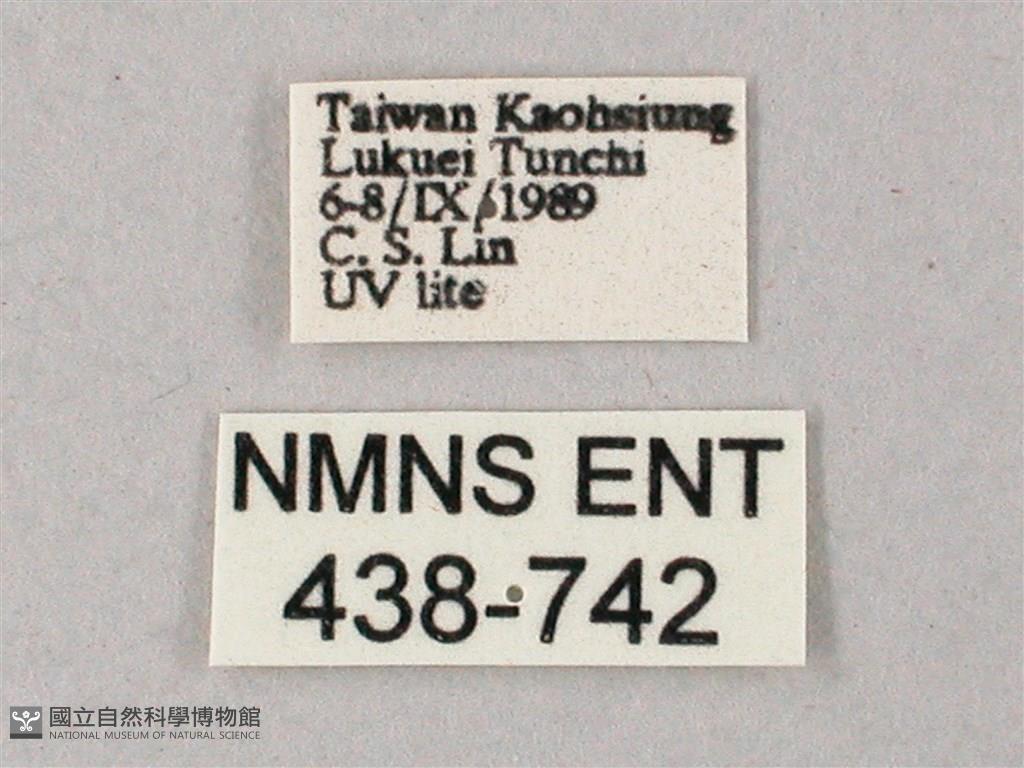 Taiwan Kaohsiung
Lukuei Tunchi
6-8/IX/1989
C. S. Lin
UV lite
NMNS ENT
438-742
國立自然科學博物館
NATIONAL MUSEUM OF NATURAL SCIENCE